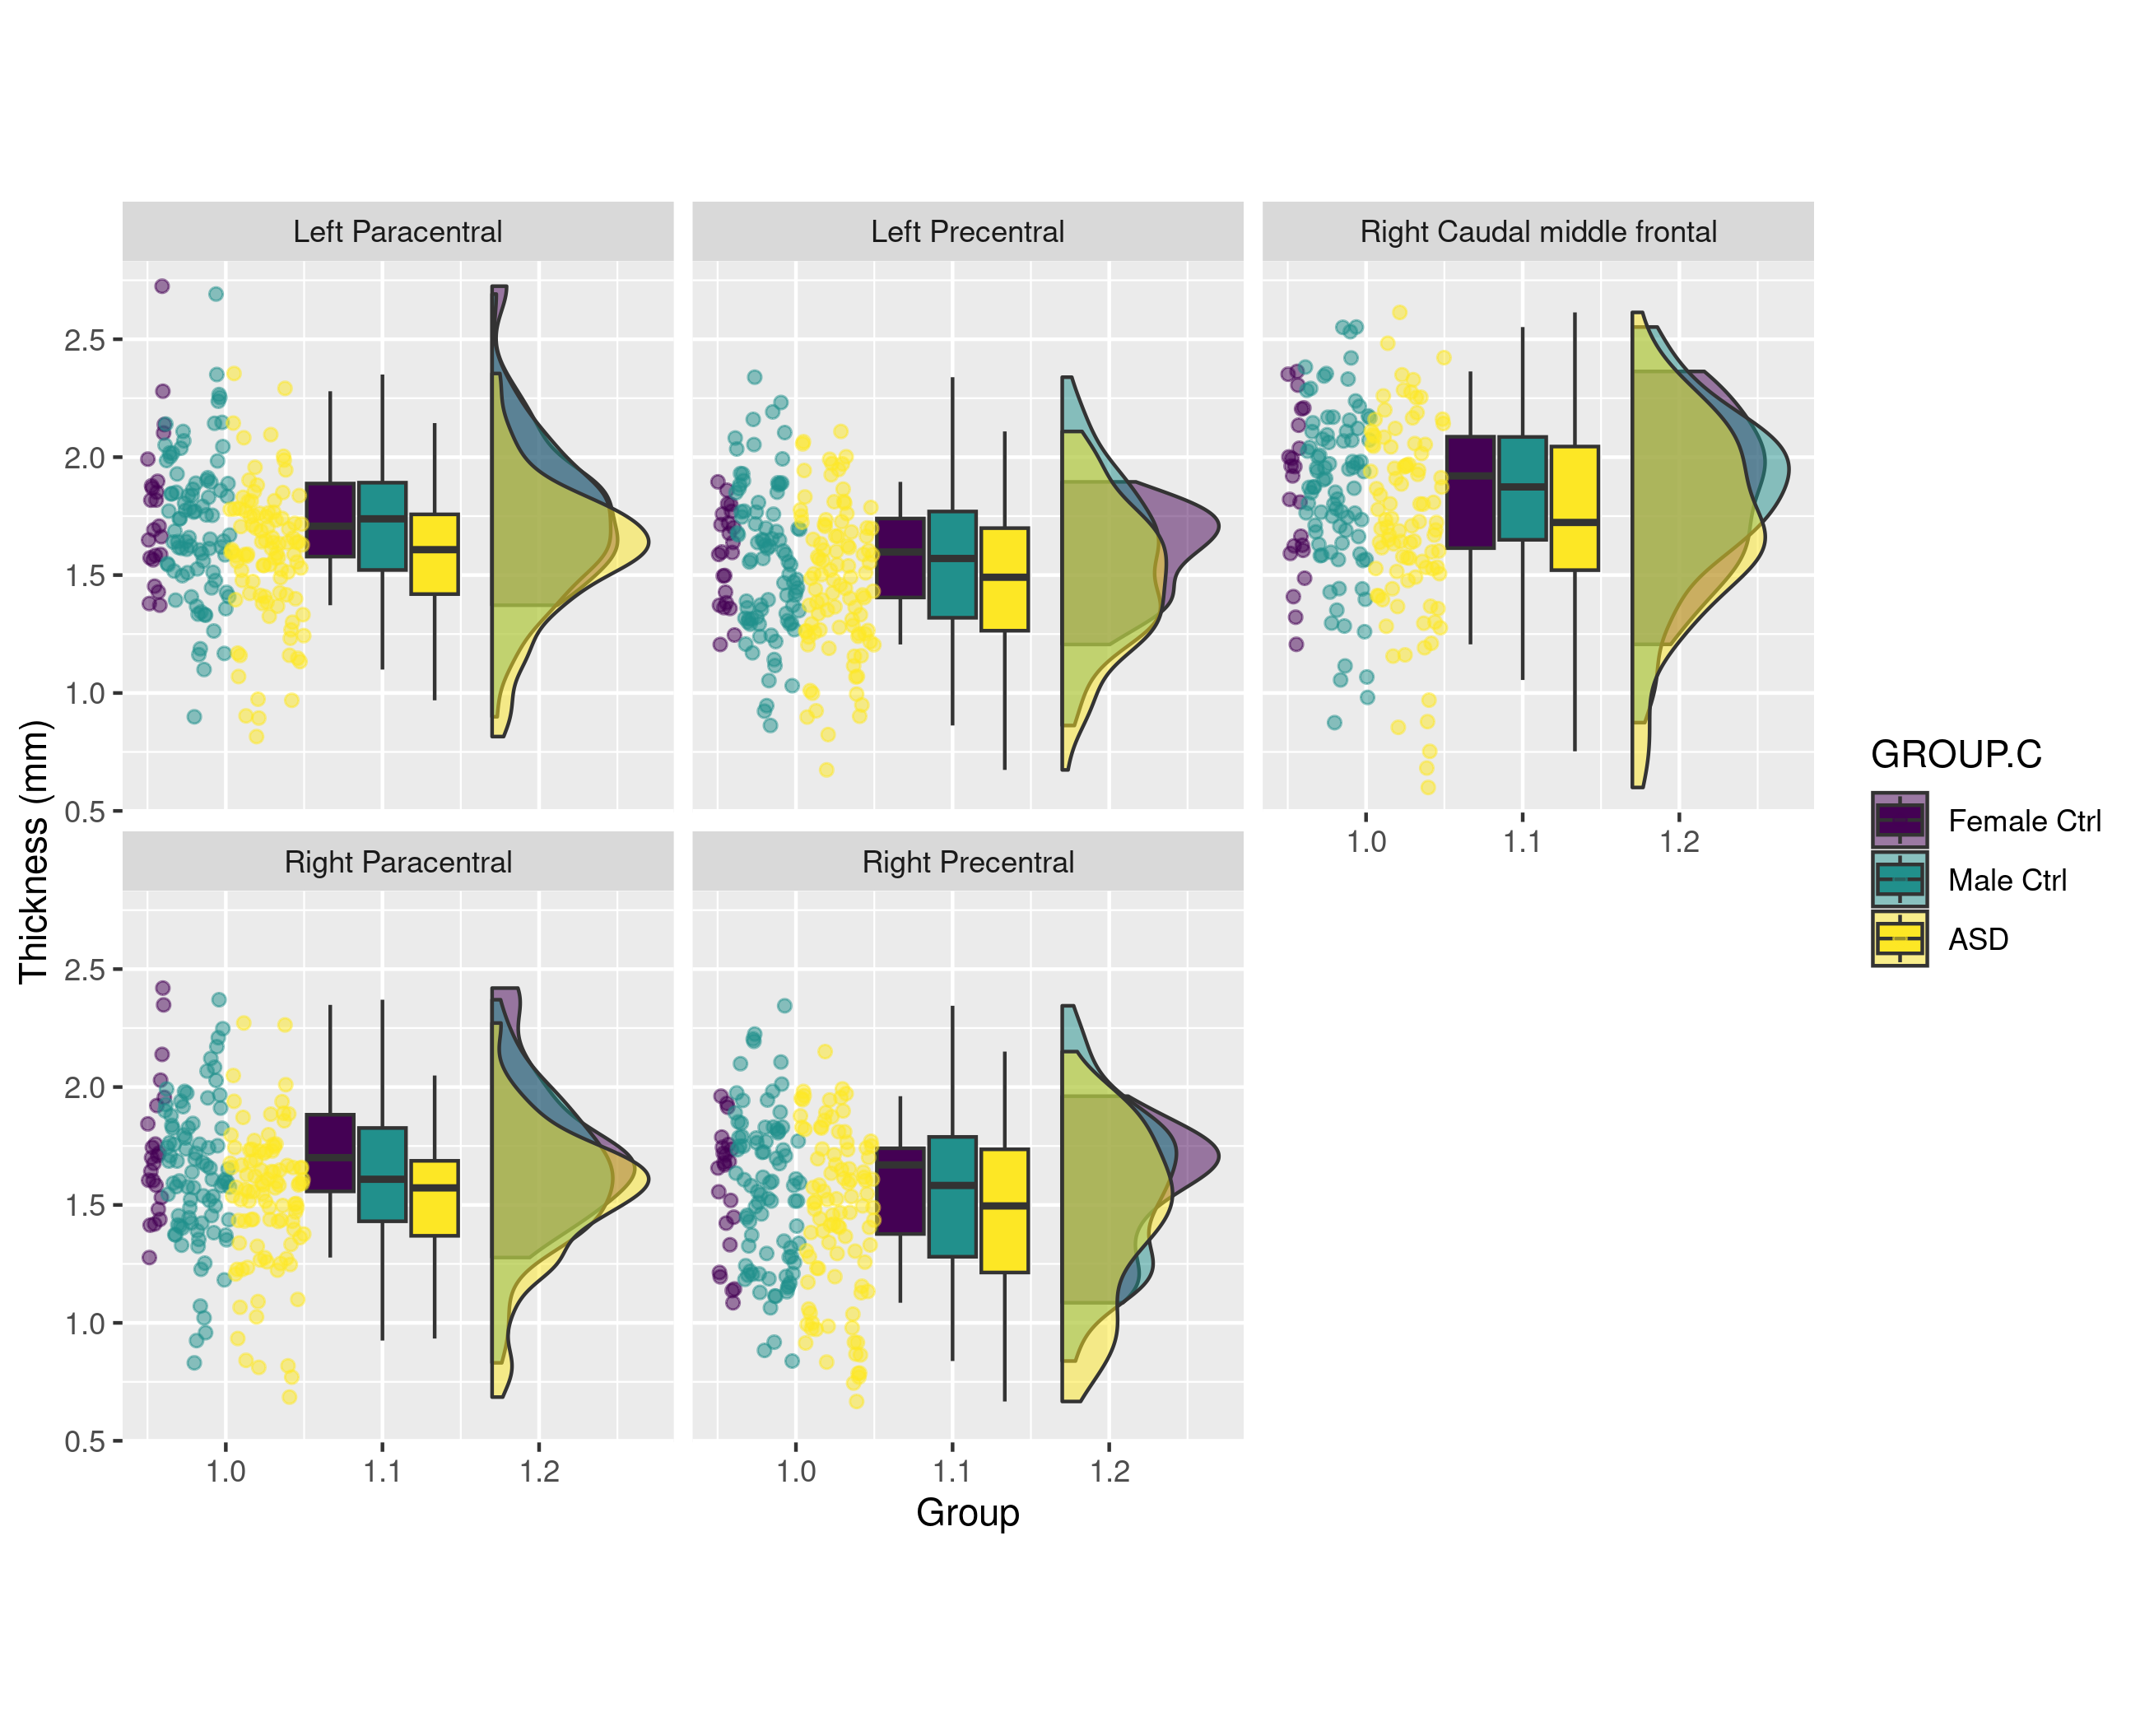 Left Paracentral
Left Precentral
Right Caudal middle frontal
2.5
2.0
1.5
1.0
0.5
1.0
1.1
1.2
Right Paracentral
Right Precentral
2.5
2.0
1.5
1.0
0.5
1.0
1.1
1.2
1.0
1.1
1.2
Group
Thickness (mm)
GROUP.C
Female Ctrl
Male Ctrl
ASD